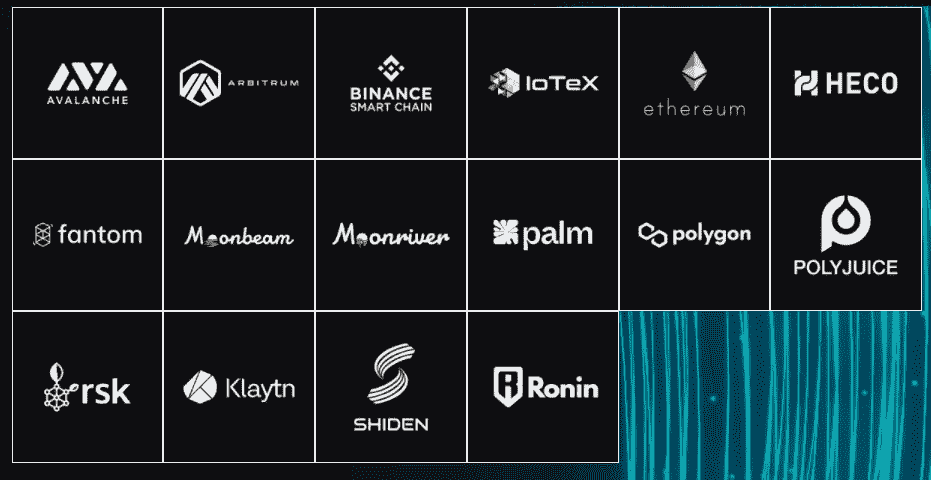 AVALANCHE
ARBITRUM
BINANCE
SMART CHAIN
IoTeX
ethereum
HECO
fantom
Moonbeam
Moonriver
palm
polygon
POLYJUICE
rsk
Klaytn
SHIDEN
Ronin